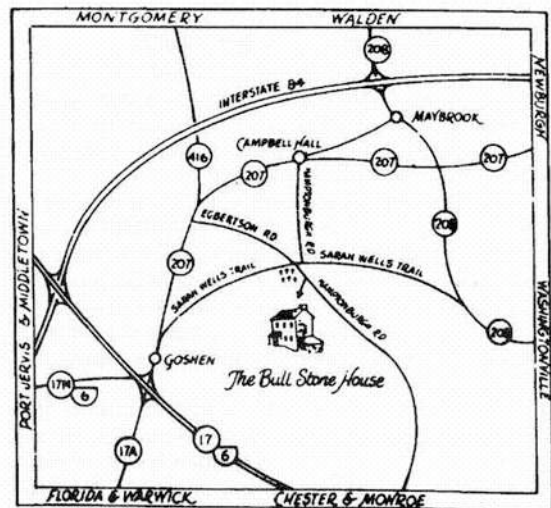 MONTGOMERY
WALDEN
208
INTERSTATE 84
NEWBURGH
MAYBROOK
CAMPBELL HALL
416
207
207
207
HAMPTONBURGH RD
EGBERTSON RD
208
SARAH WELLS TRAIL
SARAH WELLS TRAIL
207
PORT JERVIS & MIDDLETOWN
HAMPTONBURGH RD
WASHINGTONVILLE
208
GOSHEN
The Bull Stone House
17M
6
17
6
17A
FLORIDA & WARWICK
CHESTER & MONROE